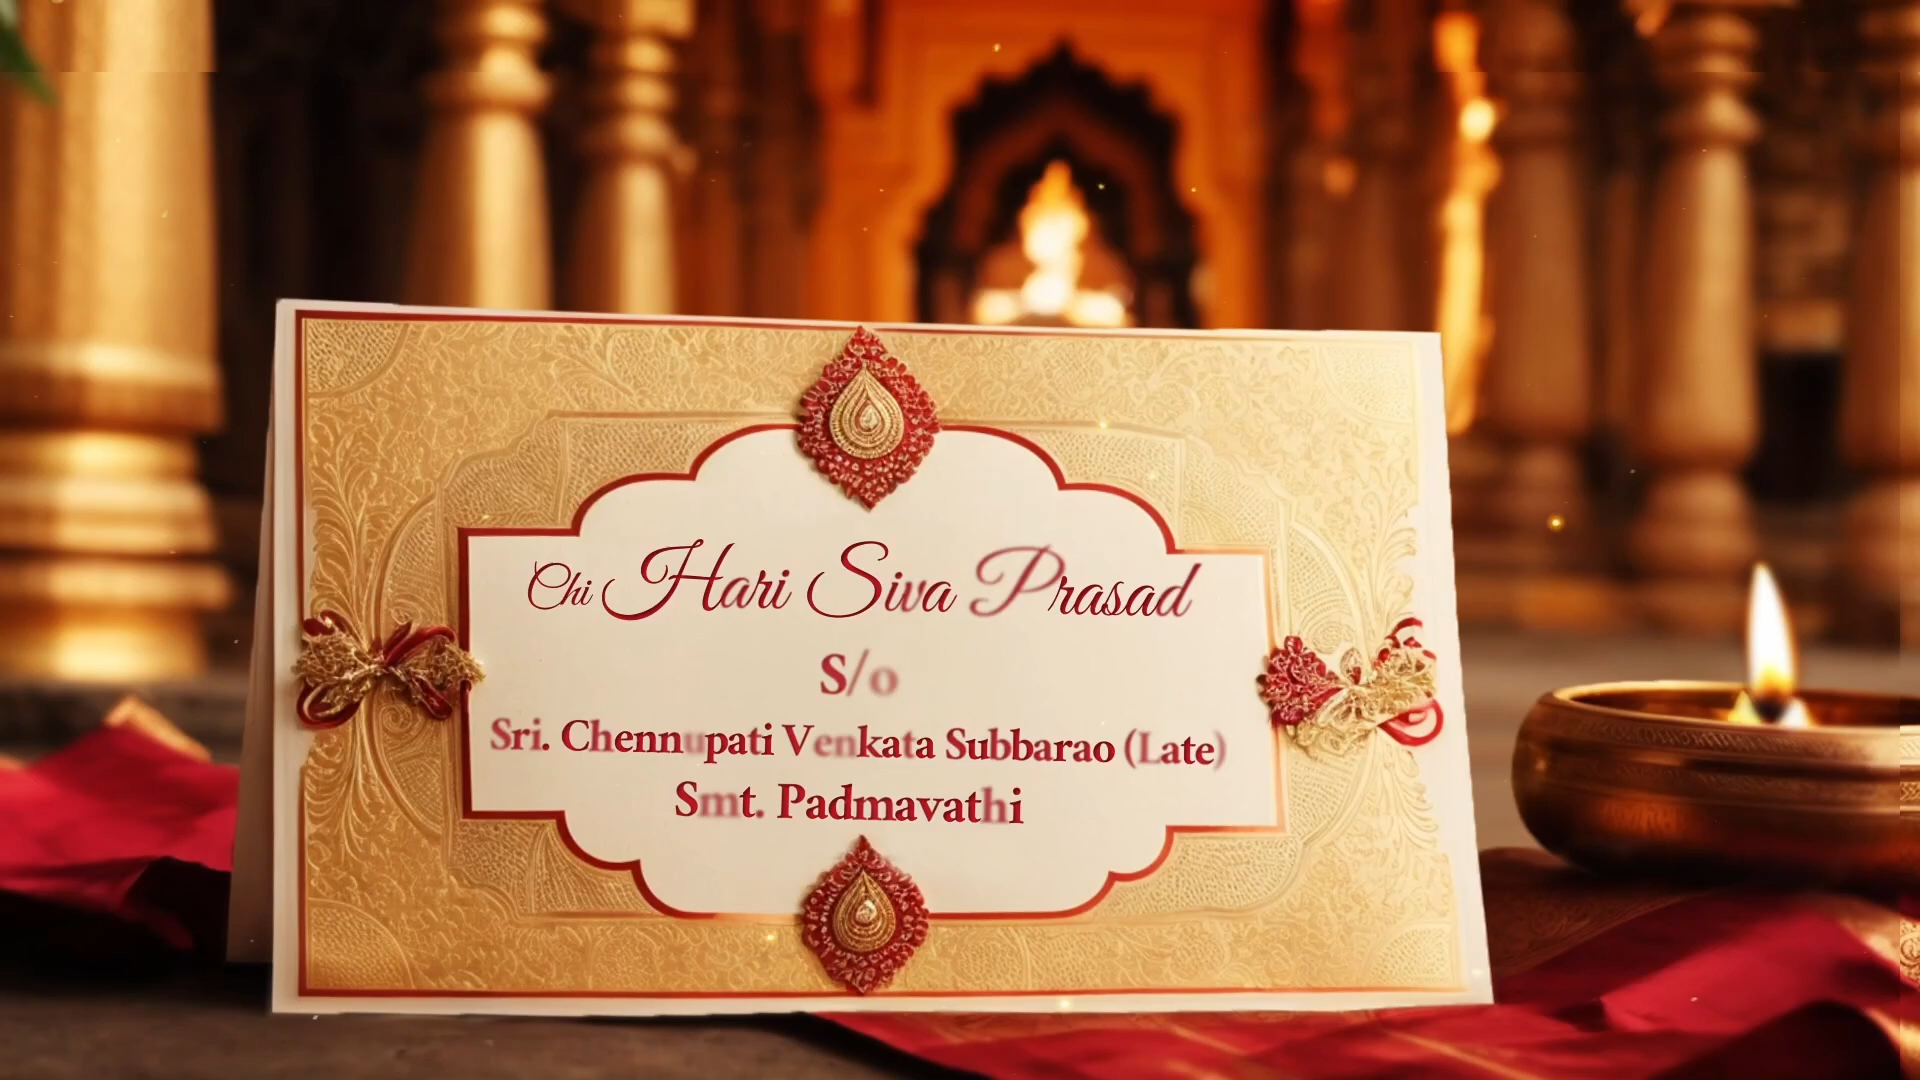 Chi Hari Siva Prasad
S/o
Sri. Chennupati Venkata Subbarao (Late)
Smt. Padmavathi